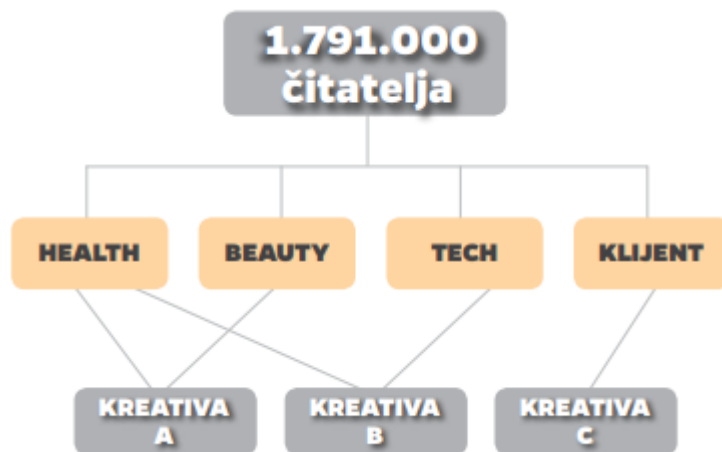 1.791.000
čitatelja
HEALTH
BEAUTY
TECH
KLIJENT
KREATIVA
A
KREATIVA
B
KREATIVA
C